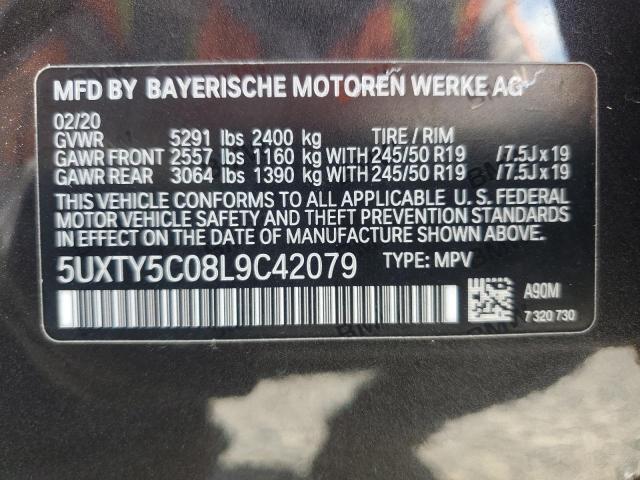 MFD BY BAYERISCHE MOTOREN WERKE AG
02/20
GVWR 5291 lbs 2400 kg TIRE / RIM
GAWR FRONT 2557 lbs 1160 kg WITH 245/50 R19 /7.5J x 19
GAWR REAR 3064 lbs 1390 kg WITH 245/50 R19 /7.5J x 19
THIS VEHICLE CONFORMS TO ALL APPLICABLE U. S. FEDERAL
MOTOR VEHICLE SAFETY AND THEFT PREVENTION STANDARDS
IN EFFECT ON THE DATE OF MANUFACTURE SHOWN ABOVE.
5UXTY5C08L9C42079 TYPE: MPV
A90M
7 320 730